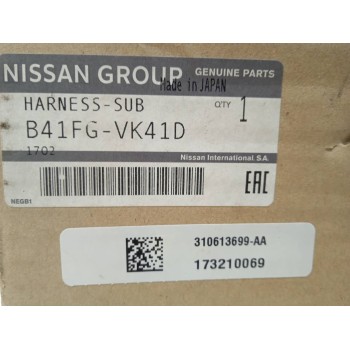 NISSAN GROUP GENUINE PARTS
Made in JAPAN
HARNESS-SUB Q'TY 1
B41FG-VK41D
1702
Nissan International S.A.
NEGB1
EAC
310613699-AA
173210069